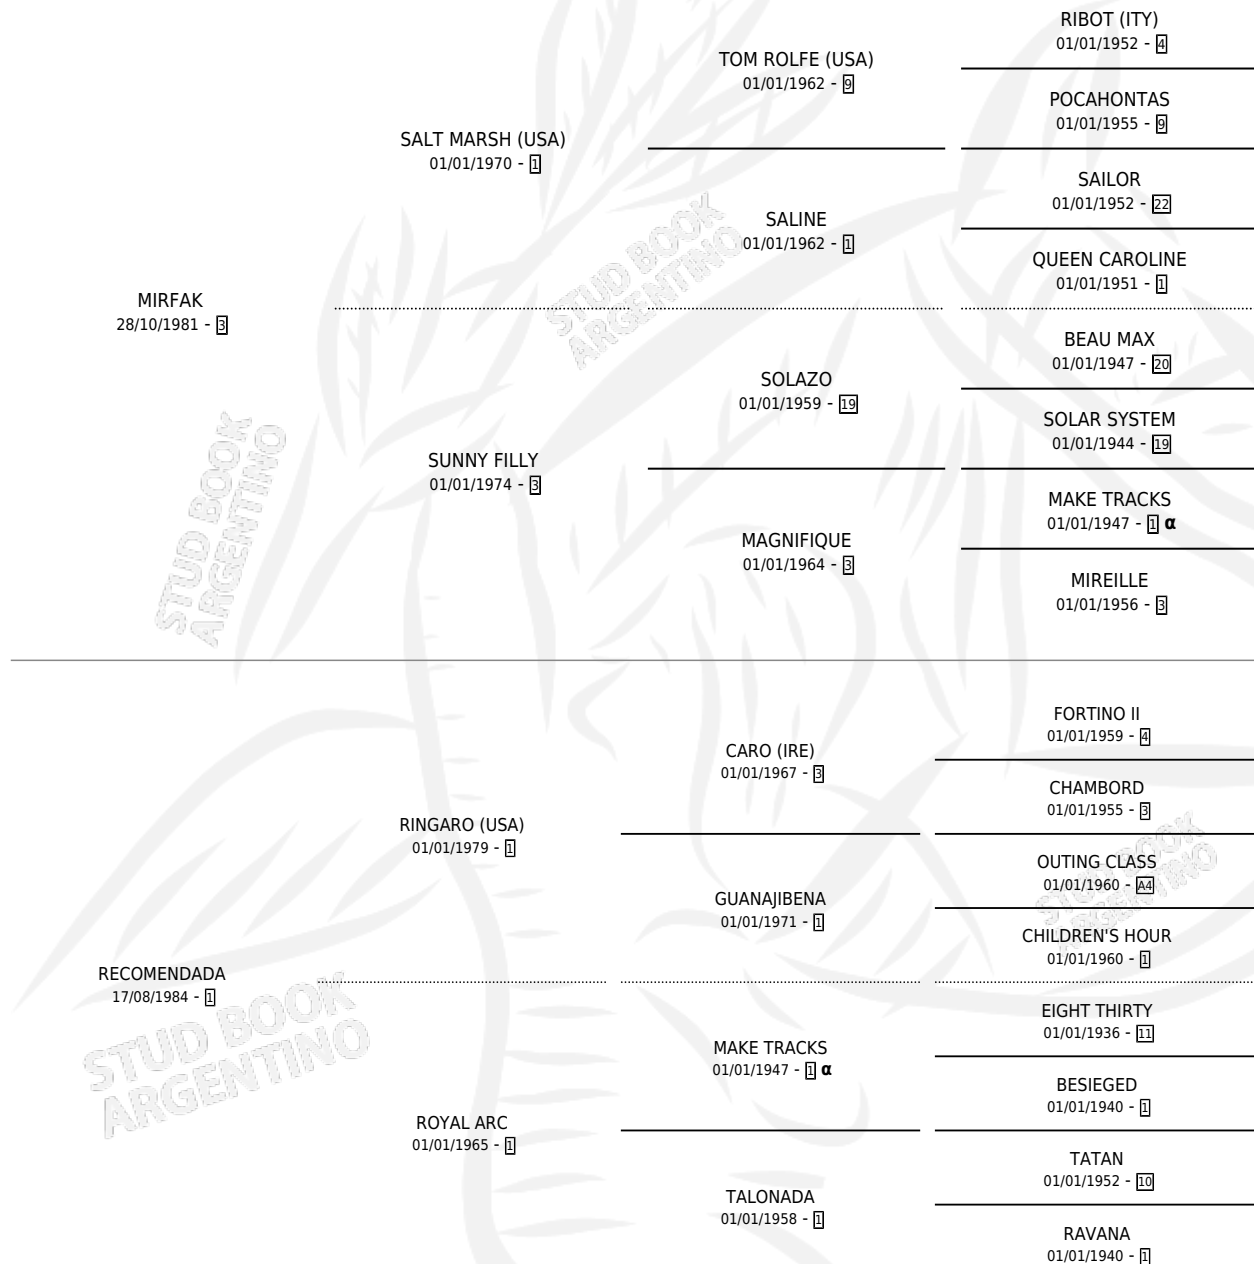 RIBOT (ITY)
01/01/1952 - 4
TOM ROLFE (USA)
01/01/1962 - 9
POCAHONTAS
01/01/1955 - 9
SALT MARSH (USA)
01/01/1970 - 1
SAILOR
01/01/1952 - 22
SALINE
01/01/1962 - 1
QUEEN CAROLINE
01/01/1951 - 1
STUD BOOK
ARGENTINO
MIRFAK
28/10/1981 - 3
BEAU MAX
01/01/1947 - 20
SOLAZO
01/01/1959 - 19
SOLAR SYSTEM
01/01/1944 - 19
SUNNY FILLY
01/01/1974 - 3
STUD BOOK
ARGENTINO
MAKE TRACKS
01/01/1947 - 1 α
MAGNIFIQUE
01/01/1964 - 3
MIREILLE
01/01/1956 - 3
FORTINO II
01/01/1959 - 4
CARO (IRE)
01/01/1967 - 3
CHAMBORD
01/01/1955 - 3
RINGARO (USA)
01/01/1979 - 1
OUTING CLASS
01/01/1960 - A4
STUD BOOK
ARGENTINO
GUANAJIBENA
01/01/1971 - 1
CHILDREN'S HOUR
01/01/1960 - 1
RECOMENDADA
17/08/1984 - 1
STUD BOOK
ARGENTINO
EIGHT THIRTY
01/01/1936 - 11
MAKE TRACKS
01/01/1947 - 1 α
BESIEGED
01/01/1940 - 1
ROYAL ARC
01/01/1965 - 1
TATAN
01/01/1952 - 10
TALONADA
01/01/1958 - 1
RAVANA
01/01/1940 - 1